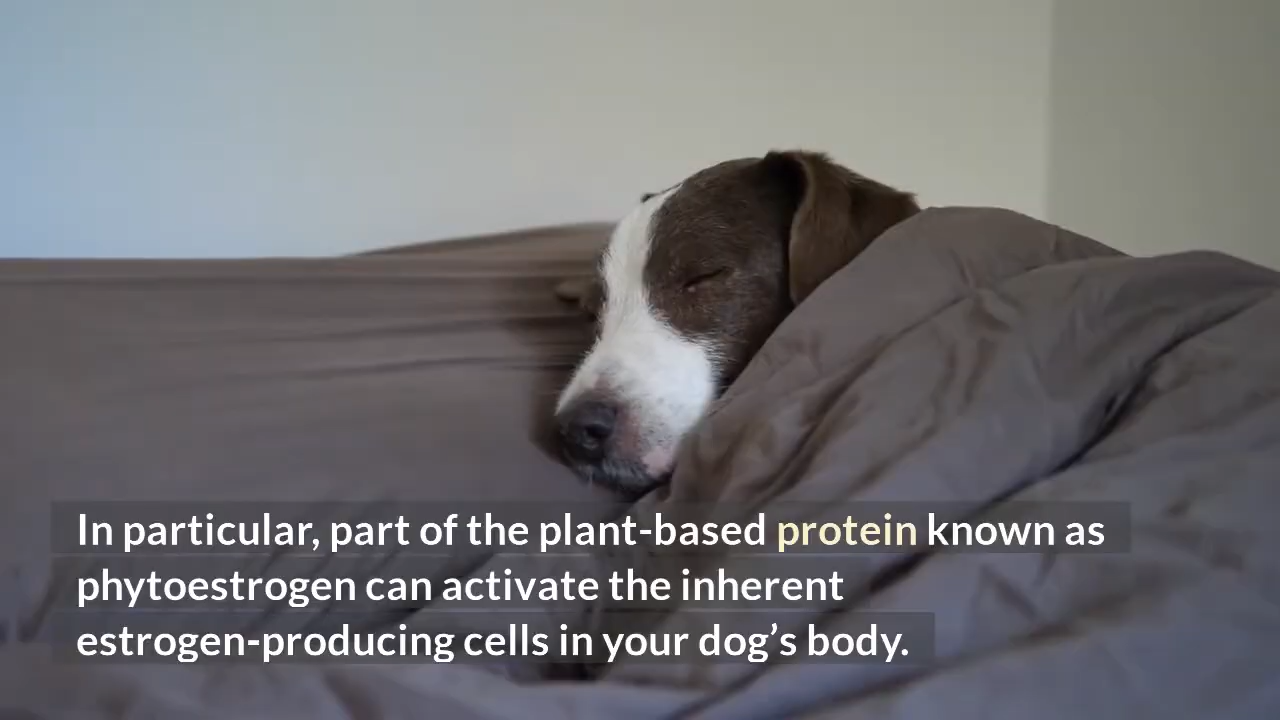 In particular, part of the plant-based protein known as
phytoestrogen can activate the inherent
estrogen-producing cells in your dog’s body.